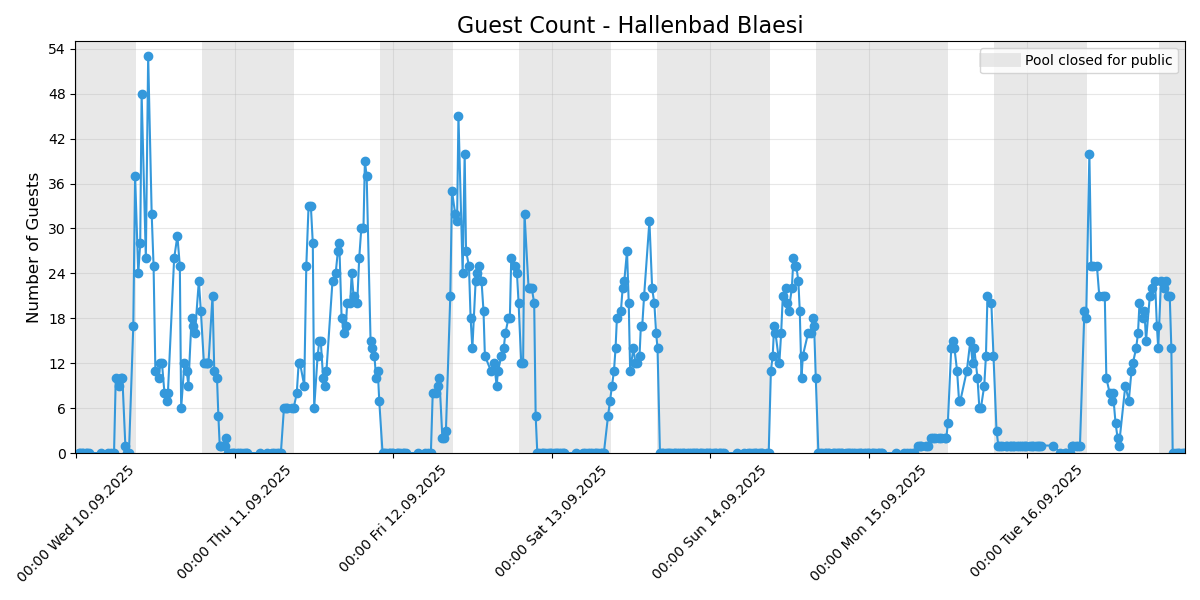 Guest Count - Hallenbad Blaesi
Pool closed for public
Number of Guests
54
48
42
36
30
24
18
12
6
0
00:00 Wed 10.09.2025
00:00 Thu 11.09.2025
00:00 Fri 12.09.2025
00:00 Sat 13.09.2025
00:00 Sun 14.09.2025
00:00 Mon 15.09.2025
00:00 Tue 16.09.2025